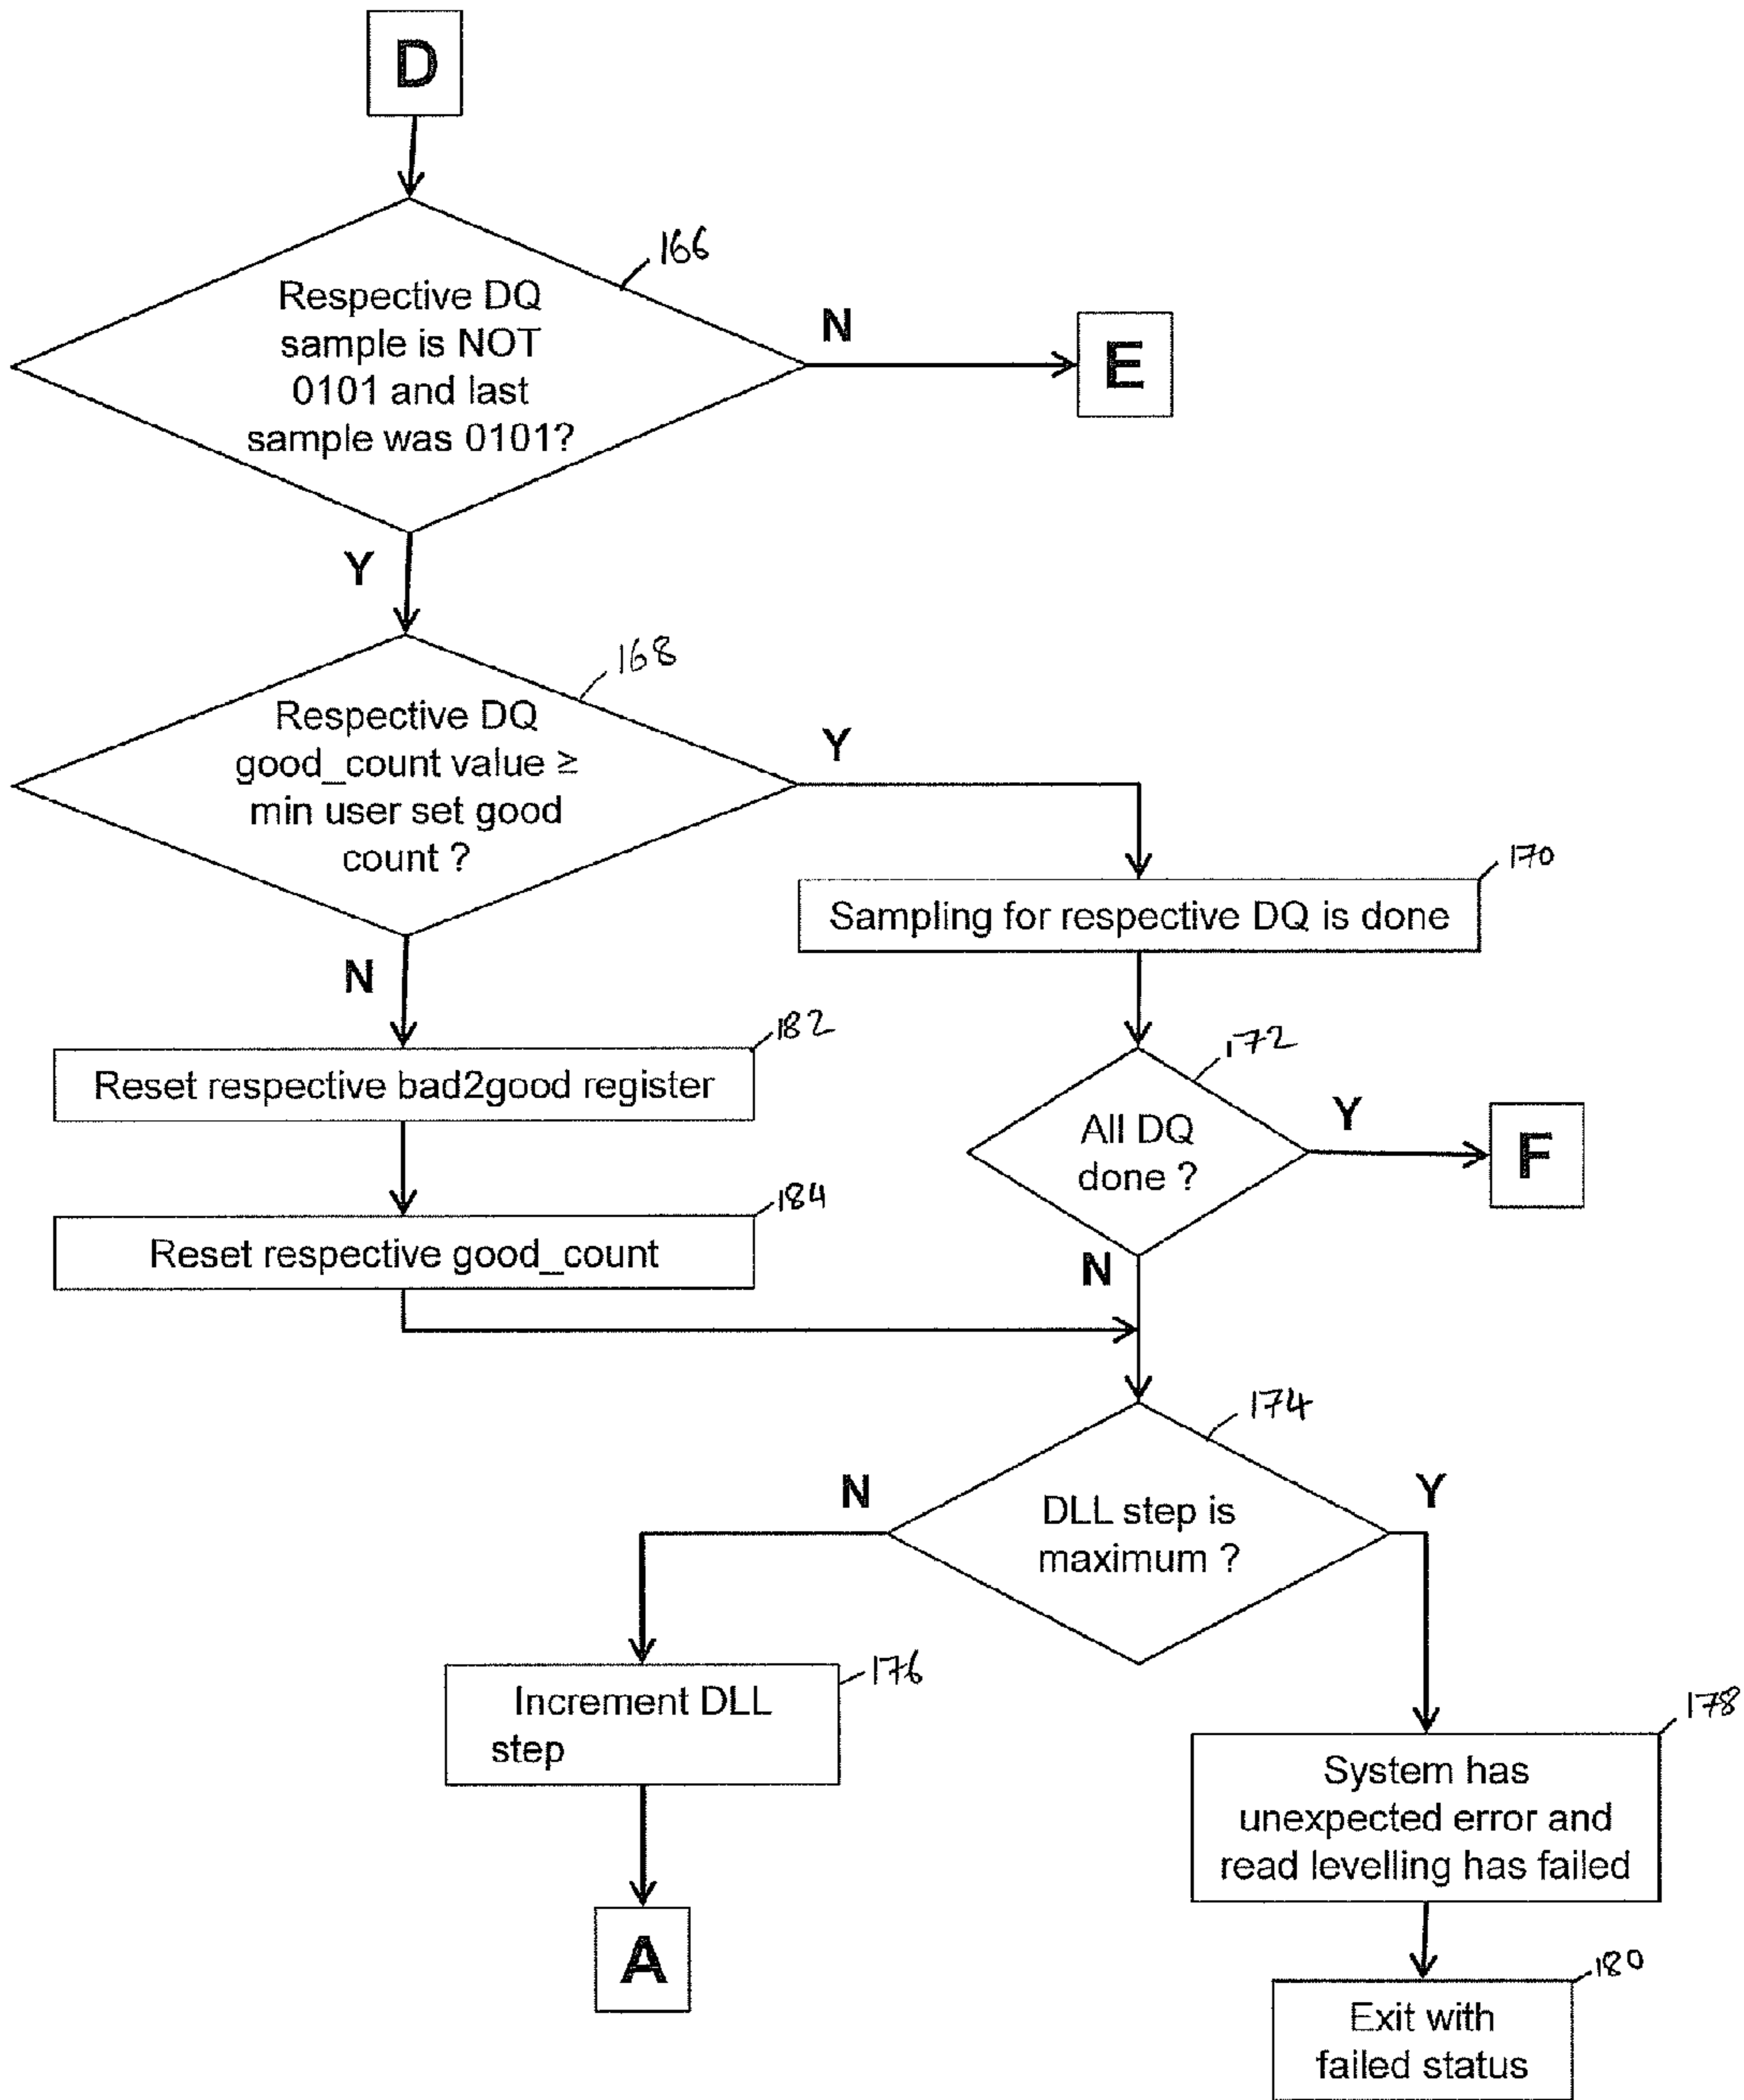 D
166
Respective DQ
sample is NOT
0101 and last
sample was 0101?
N
E
Y
168
Respective DQ
good_count value ≥
min user set good
count ?
Y
170
Sampling for respective DQ is done
N
182
Reset respective bad2good register
172
All DQ
done ?
Y
F
184
Reset respective good_count
N
174
DLL step is
maximum ?
N
Y
176
Increment DLL
step
178
System has
unexpected error and
read levelling has failed
A
180
Exit with
failed status